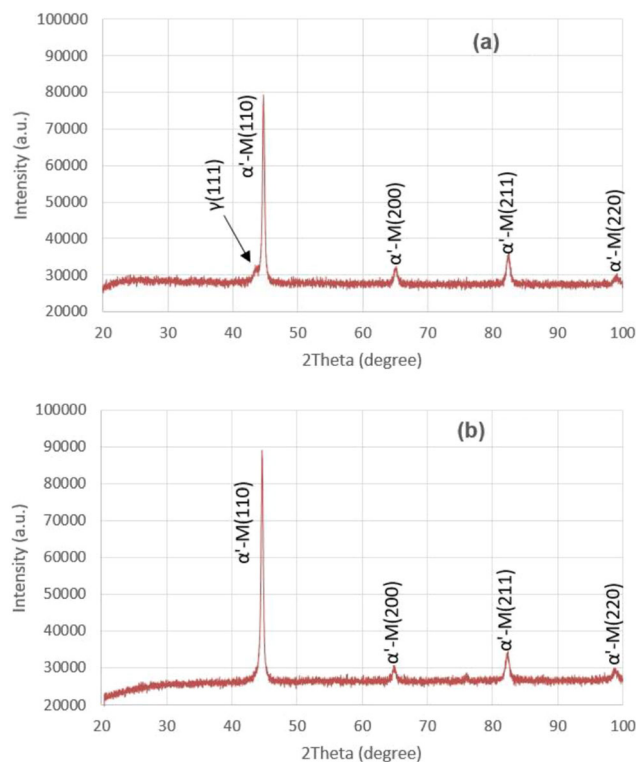 100000
(a)
90000
80000
70000
60000
50000
40000
30000
20000
Intensity (a.u.)
γ(111)
α'-M(110)
α'-M(200)
α'-M(211)
α'-M(220)
20 30 40 50 60 70 80 90 100
2Theta (degree)
100000
(b)
90000
80000
70000
60000
50000
40000
30000
20000
Intensity (a.u.)
α'-M(110)
α'-M(200)
α'-M(211)
α'-M(220)
20 30 40 50 60 70 80 90 100
2Theta (degree)